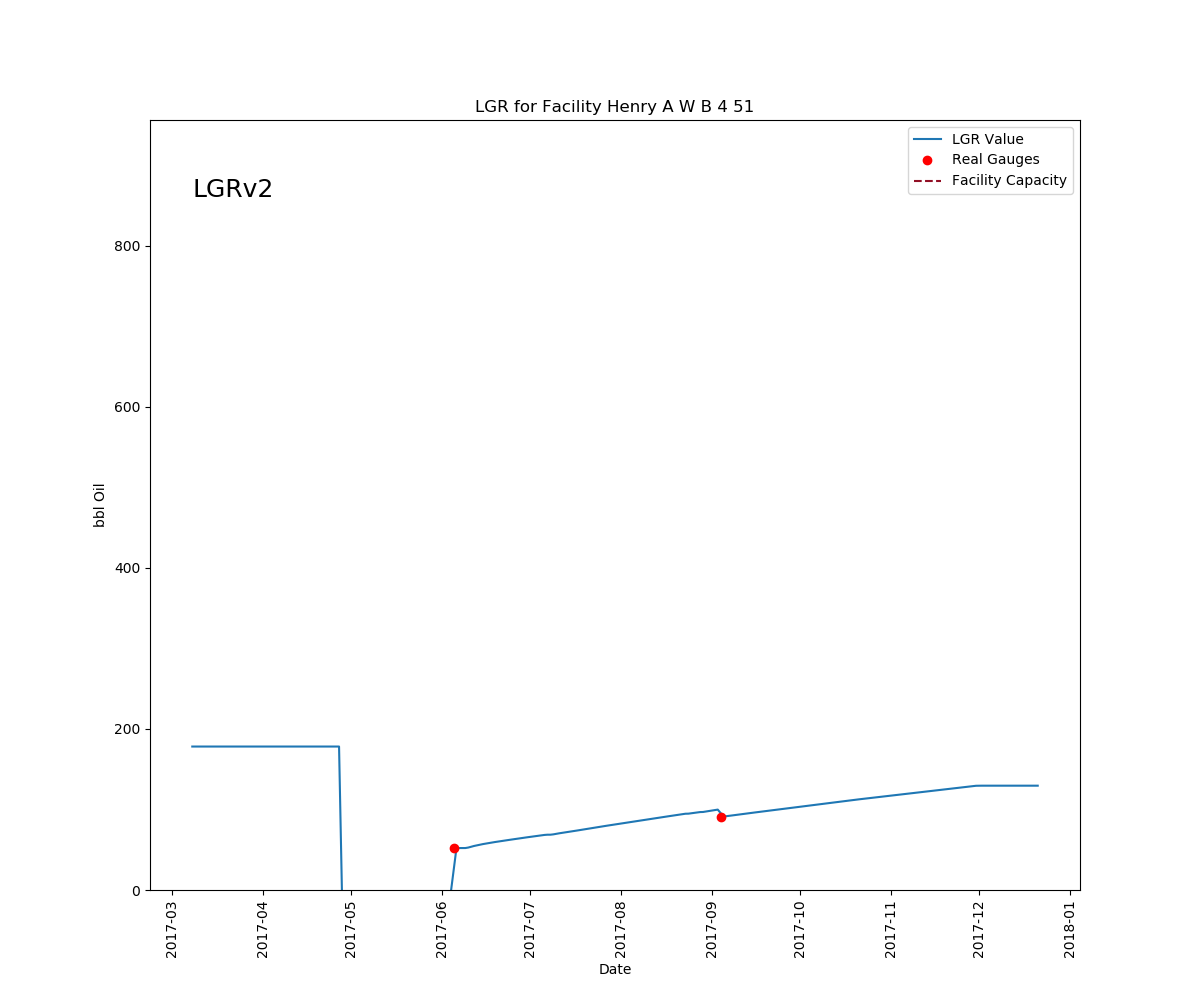 LGR for Facility Henry A W B 4 51
LGR Value
Real Gauges
Facility Capacity
LGRv2
800
600
400
200
0
bbl Oil
2017-03
2017-04
2017-05
2017-06
2017-07
2017-08
2017-09
2017-10
2017-11
2017-12
2018-01
Date